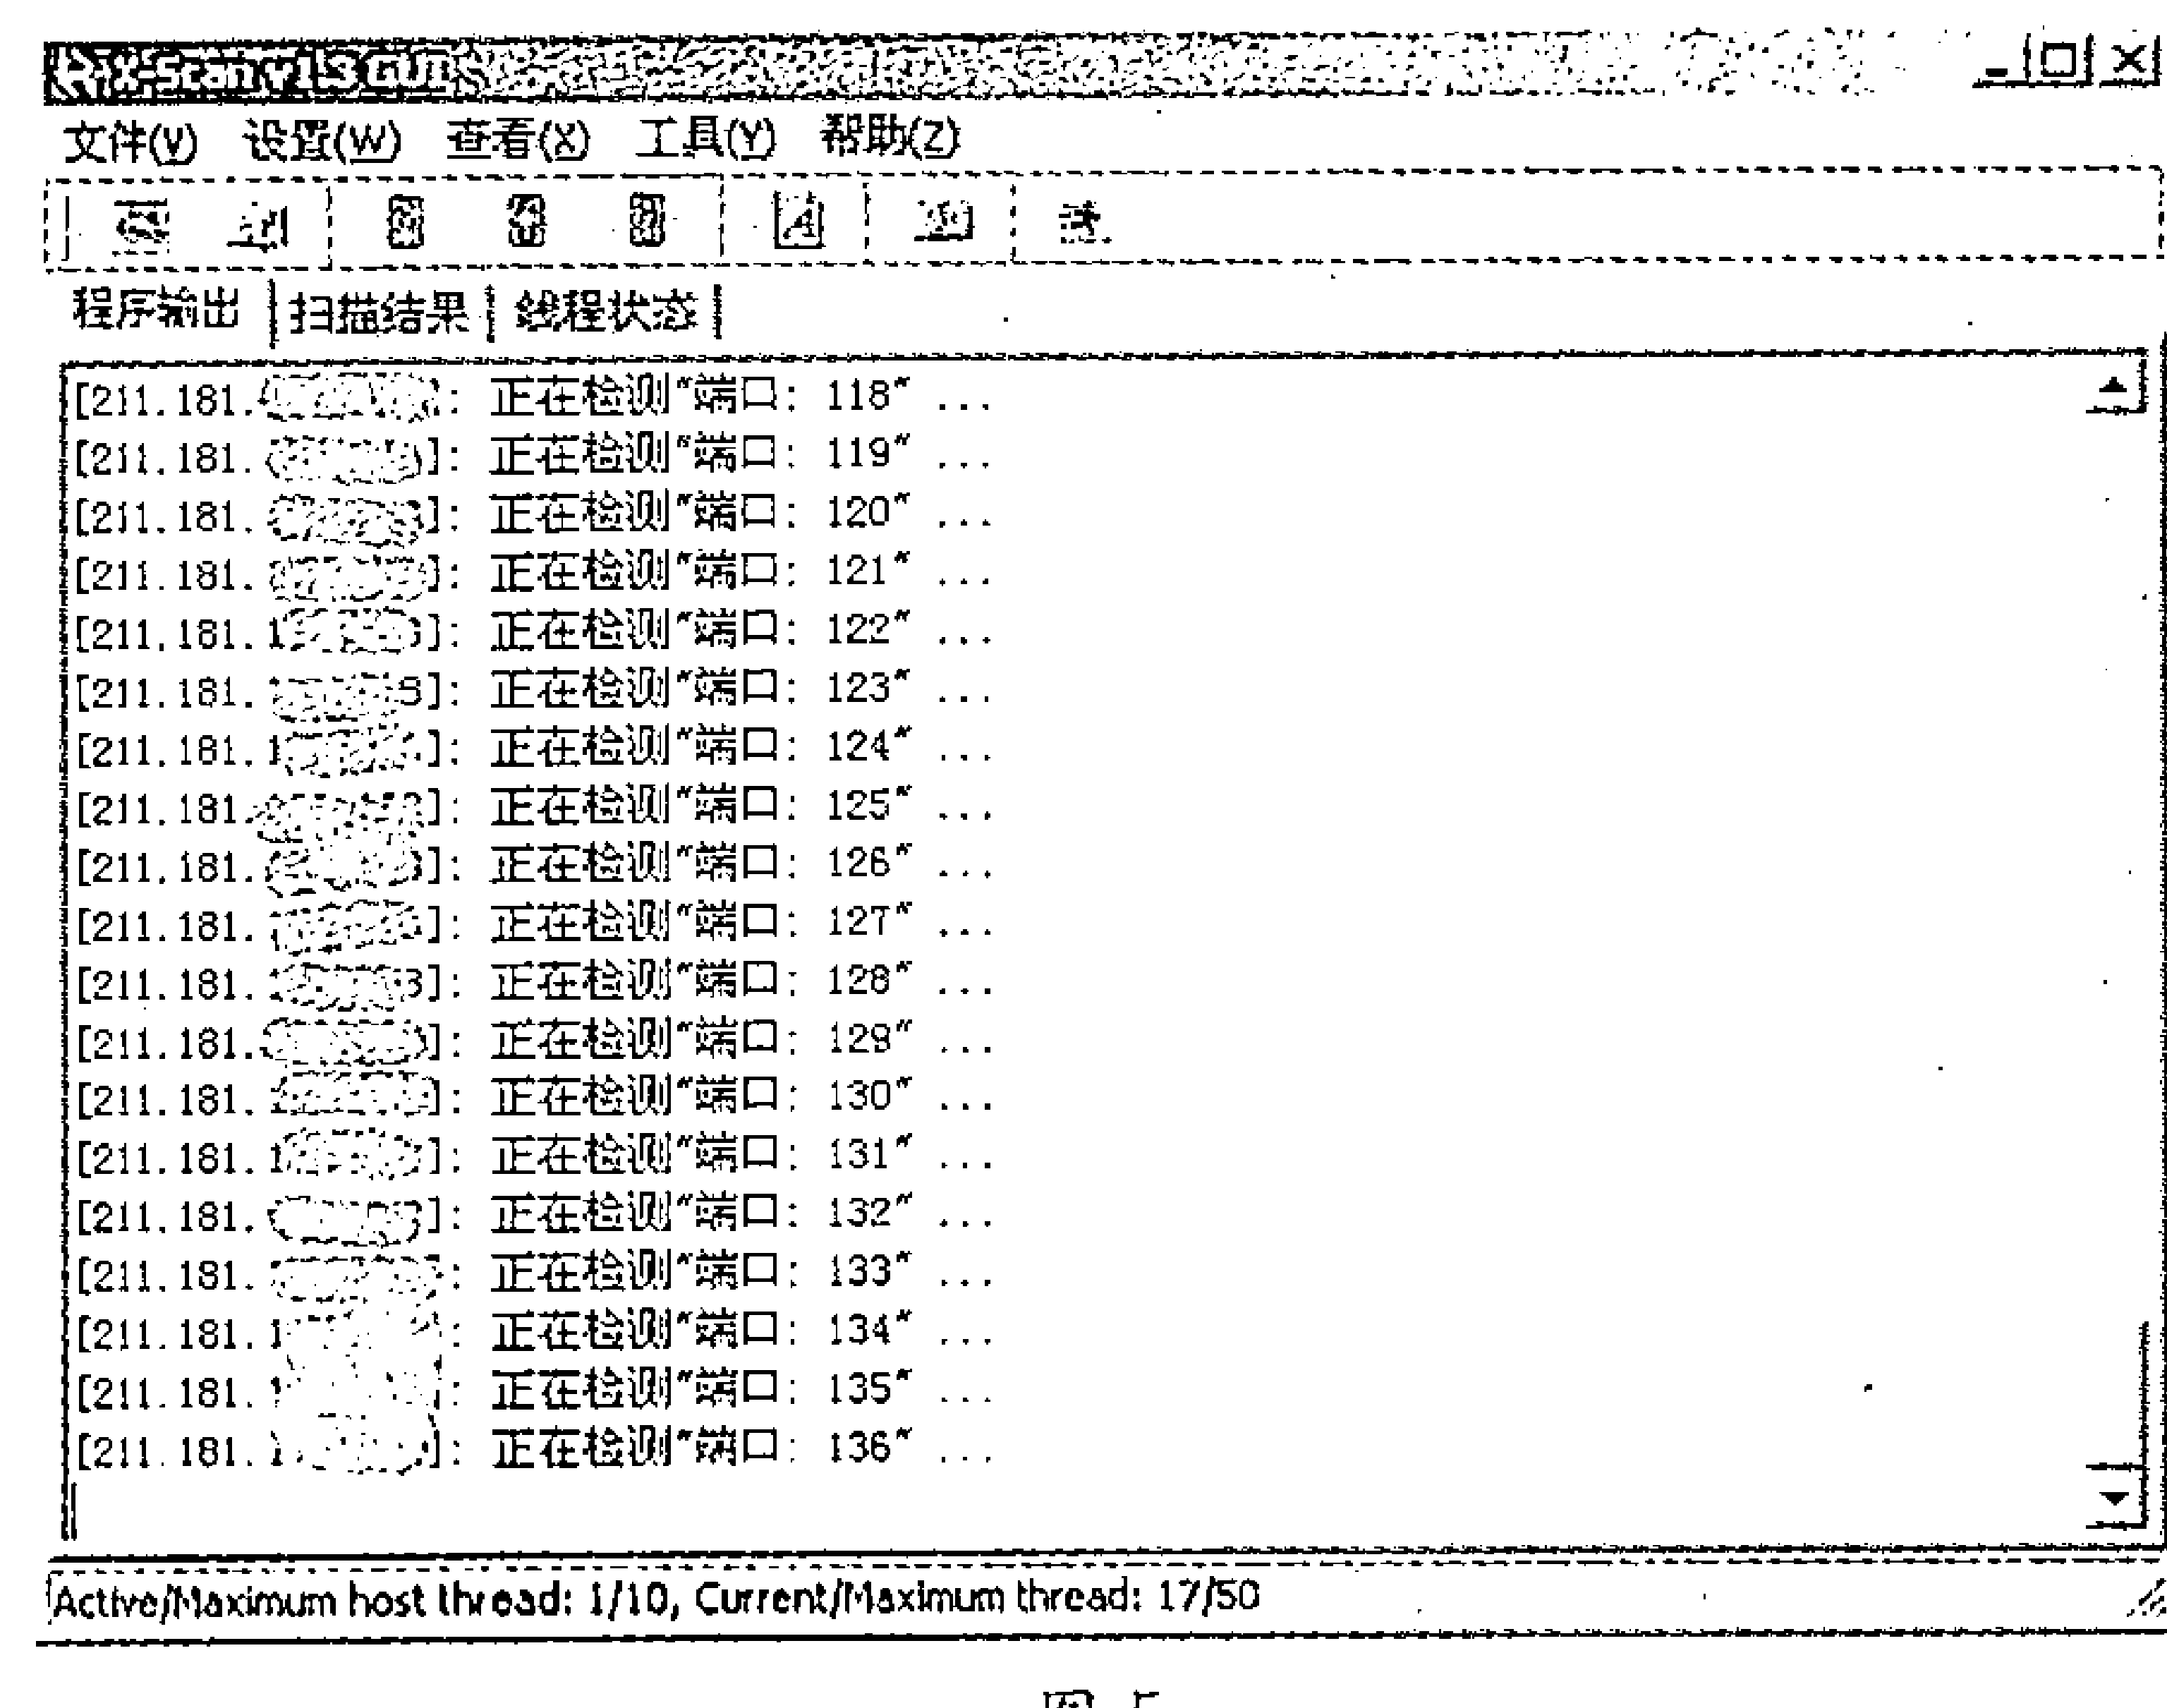 X-Scan v1.3 GUI
文件(V) 设置(W) 查看(X) 工具(Y) 帮助(Z)
程序输出 扫描结果 线程状态
[211.181. ]: 正在检测"端口: 118" ...
[211.181. ]: 正在检测"端口: 119" ...
[211.181. ]: 正在检测"端口: 120" ...
[211.181. ]: 正在检测"端口: 121" ...
[211.181.1 ]: 正在检测"端口: 122" ...
[211.181. ]: 正在检测"端口: 123" ...
[211.181.1 ]: 正在检测"端口: 124" ...
[211.181. ]: 正在检测"端口: 125" ...
[211.181. ]: 正在检测"端口: 126" ...
[211.181. ]: 正在检测"端口: 127" ...
[211.181. ]: 正在检测"端口: 128" ...
[211.181. ]: 正在检测"端口: 129" ...
[211.181. ]: 正在检测"端口: 130" ...
[211.181.1 ]: 正在检测"端口: 131" ...
[211.181. ]: 正在检测"端口: 132" ...
[211.181. ]: 正在检测"端口: 133" ...
[211.181.1 ]: 正在检测"端口: 134" ...
[211.181.1 ]: 正在检测"端口: 135" ...
[211.181.1 ]: 正在检测"端口: 136" ...
Active/Maximum host thread: 1/10, Current/Maximum thread: 17/50